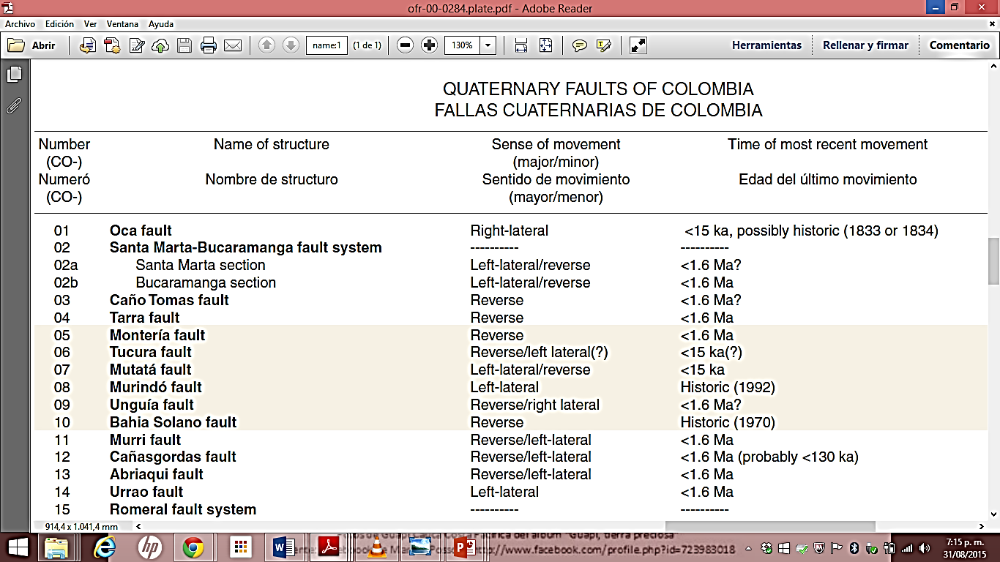 ofr-00-0284.plate.pdf - Adobe Reader
Archivo Edición Ver Ventana Ayuda
Abrir name:1 (1 de 1) 130% Herramientas Rellenar y firmar Comentario
QUATERNARY FAULTS OF COLOMBIA
FALLAS CUATERNARIAS DE COLOMBIA
Number Name of structure Sense of movement Time of most recent movement
(CO-) (major/minor)
Numeró Nombre de structuro Sentido de movimiento Edad del último movimiento
(CO-) (mayor/menor)
01 Oca fault Right-lateral <15 ka, possibly historic (1833 or 1834)
02 Santa Marta-Bucaramanga fault system ---------- ----------
02a Santa Marta section Left-lateral/reverse <1.6 Ma?
02b Bucaramanga section Left-lateral/reverse <1.6 Ma
03 Caño Tomas fault Reverse <1.6 Ma?
04 Tarra fault Reverse <1.6 Ma
05 Montería fault Reverse <1.6 Ma
06 Tucura fault Reverse/left lateral(?) <15 ka(?)
07 Mutatá fault Left-lateral/reverse <15 ka
08 Murindó fault Left-lateral Historic (1992)
09 Unguía fault Reverse/right lateral <1.6 Ma?
10 Bahia Solano fault Reverse Historic (1970)
11 Murri fault Reverse/left-lateral <1.6 Ma
12 Cañasgordas fault Reverse/left-lateral <1.6 Ma (probably <130 ka)
13 Abriaqui fault Reverse/left-lateral <1.6 Ma
14 Urrao fault Left-lateral <1.6 Ma
15 Romeral fault system ---------- ----------
914,4 x 1.041,4 mm
Pacífica del álbum "Guapi, tierra preciosa"
http://www.facebook.com/profile.php?id=723983018
hp
7:15 p. m.
31/08/2015